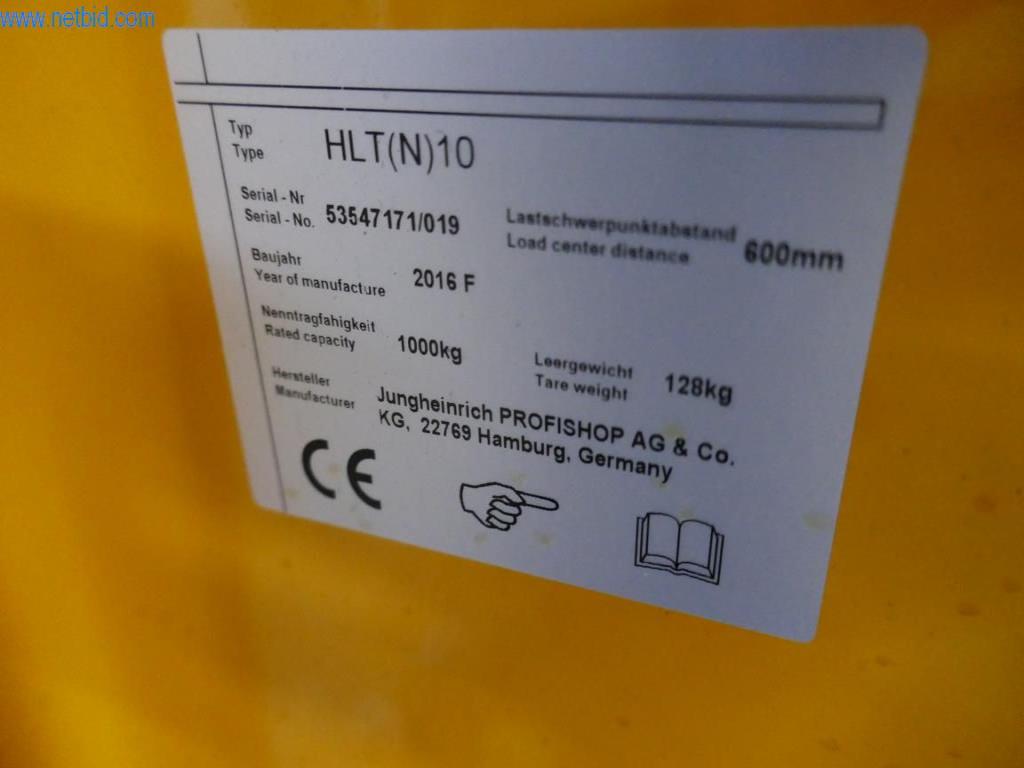 www.netbid.com
Typ
Type
HLT(N)10
Serial - Nr
Serial - No.
53547171/019
Lastschwerpunktabstand
Load center distance
600mm
Baujahr
Year of manufacture
2016 F
Nenntragfahigkeit
Rated capacity
1000kg
Leergewicht
Tare weight
128kg
Hersteller
Manufacturer
Jungheinrich PROFISHOP AG & Co.
KG, 22769 Hamburg, Germany
CE